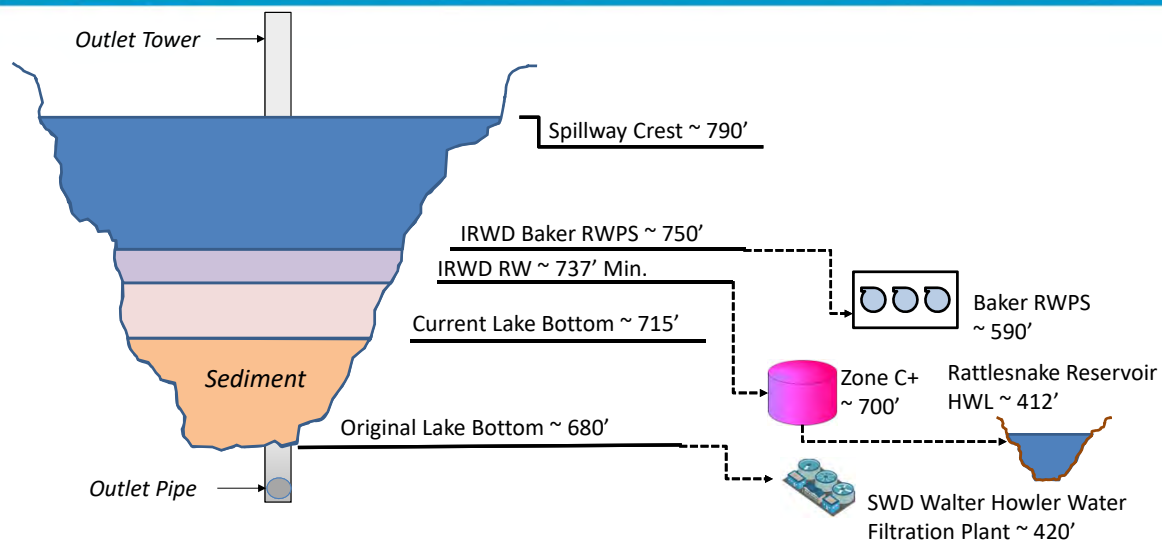 Outlet Tower
Spillway Crest ~ 790’
IRWD Baker RWPS ~ 750’
IRWD RW ~ 737’ Min.
Baker RWPS
~ 590’
Current Lake Bottom ~ 715’
Sediment
Zone C+
~ 700’
Rattlesnake Reservoir
HWL ~ 412’
Original Lake Bottom ~ 680’
Outlet Pipe
SWD Walter Howler Water
Filtration Plant ~ 420’